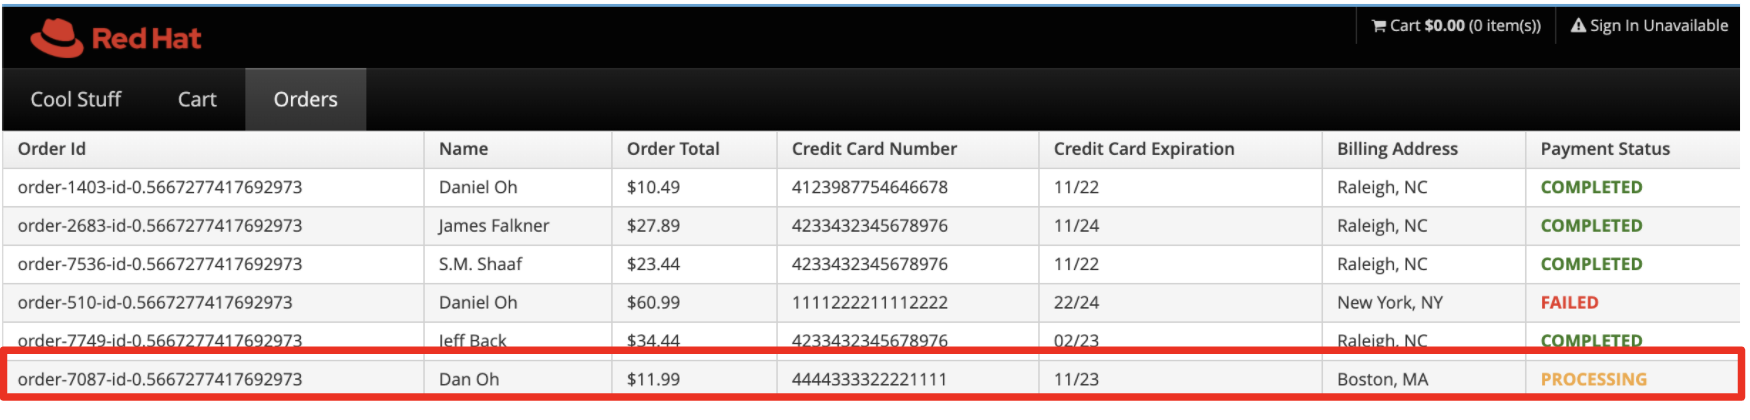 Red Hat
Cart $0.00 (0 item(s)) Sign In Unavailable
Cool Stuff Cart Orders
Order Id Name Order Total Credit Card Number Credit Card Expiration Billing Address Payment Status
order-1403-id-0.5667277417692973 Daniel Oh $10.49 4123987754646678 11/22 Raleigh, NC COMPLETED
order-2683-id-0.5667277417692973 James Falkner $27.89 4233432345678976 11/24 Raleigh, NC COMPLETED
order-7536-id-0.5667277417692973 S.M. Shaaf $23.44 4233432345678976 11/22 Raleigh, NC COMPLETED
order-510-id-0.5667277417692973 Daniel Oh $60.99 1111222211112222 22/24 New York, NY FAILED
order-7749-id-0.5667277417692973 Jeff Back $34.44 4233432345678976 02/23 Raleigh, NC COMPLETED
order-7087-id-0.5667277417692973 Dan Oh $11.99 4444333322221111 11/23 Boston, MA PROCESSING